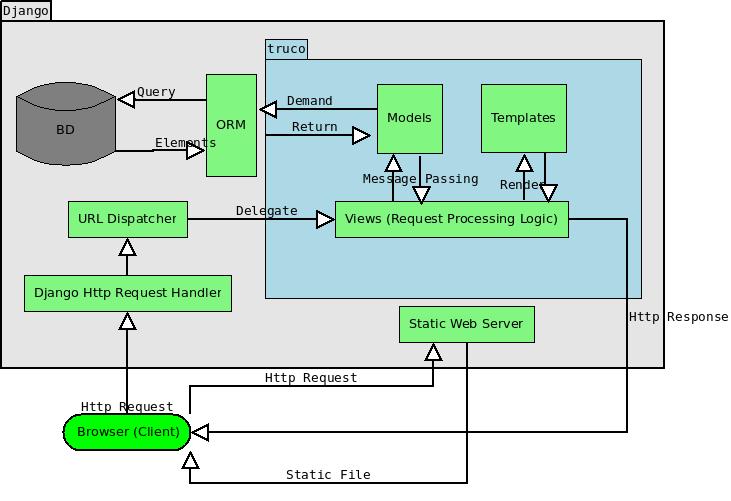 Django
truco
Query
BD
ORM
Demand
Return
Models
Templates
Elements
Message Passing
Render
URL Dispatcher
Delegate
Views (Request Processing Logic)
Django Http Request Handler
Static Web Server
Http Response
Http Request
Http Request
Browser (Client)
Static File